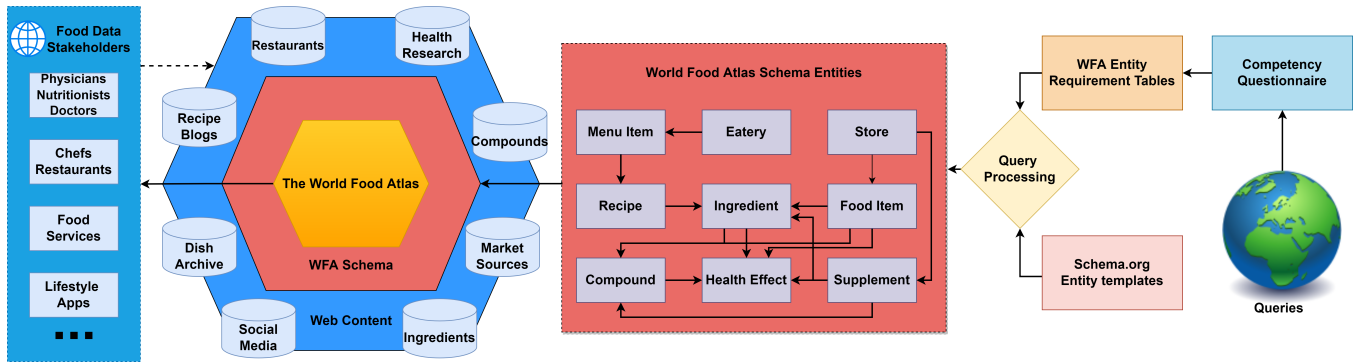 Food Data
Stakeholders
Physicians
Nutritionists
Doctors
Chefs
Restaurants
Food
Services
Lifestyle
Apps
Restaurants
Health
Research
Recipe
Blogs
Compounds
The World Food Atlas
Dish
Archive
Market
Sources
WFA Schema
Web Content
Social
Media
Ingredients
World Food Atlas Schema Entities
Menu Item
Eatery
Store
Recipe
Ingredient
Food Item
Compound
Health Effect
Supplement
WFA Entity
Requirement Tables
Competency
Questionnaire
Query
Processing
Schema.org
Entity templates
Queries